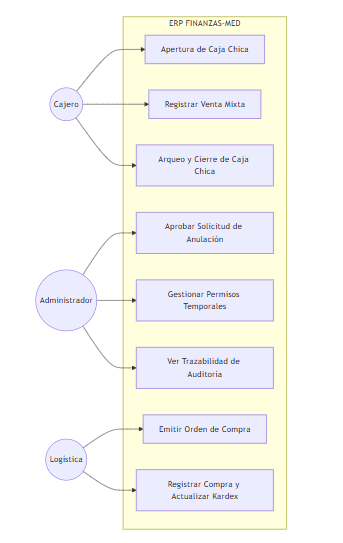 ERP FINANZAS-MED
Apertura de Caja Chica
Cajero
Registrar Venta Mixta
Arqueo y Cierre de Caja
Chica
Aprobar Solicitud de
Anulación
Administrador
Gestionar Permisos
Temporales
Ver Trazabilidad de
Auditoría
Emitir Orden de Compra
Logística
Registrar Compra y
Actualizar Kardex